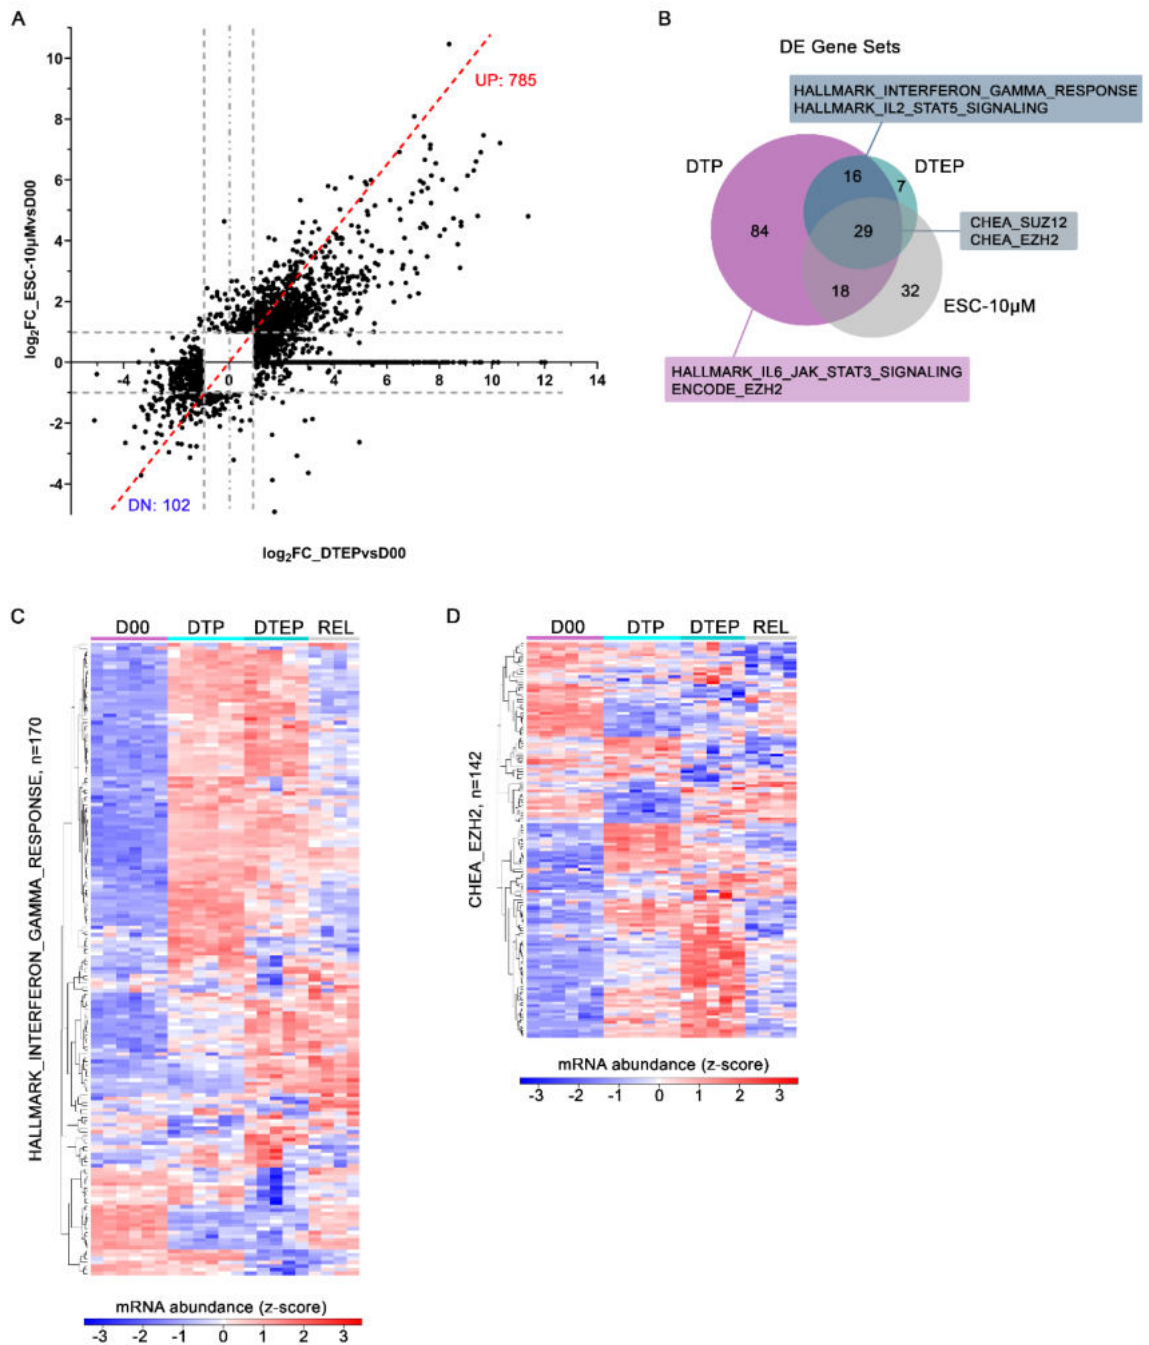 A
10
8
6
4
2
0
-2
-4
-4
0
2
4
6
8
10
12
14
UP: 785
DN: 102
log2FC_ESC-10μMvsD00
log2FC_DTEPvsD00
B
DE Gene Sets
HALLMARK_INTERFERON_GAMMA_RESPONSE
HALLMARK_IL2_STAT5_SIGNALING
DTP
DTEP
16
7
84
29
CHEA_SUZ12
CHEA_EZH2
18
32
ESC-10μM
HALLMARK_IL6_JAK_STAT3_SIGNALING
ENCODE_EZH2
C
D00 DTP DTEP REL
HALLMARK_INTERFERON_GAMMA_RESPONSE, n=170
mRNA abundance (z-score)
-3 -2 -1 0 1 2 3
D
D00 DTP DTEP REL
CHEA_EZH2, n=142
mRNA abundance (z-score)
-3 -2 -1 0 1 2 3